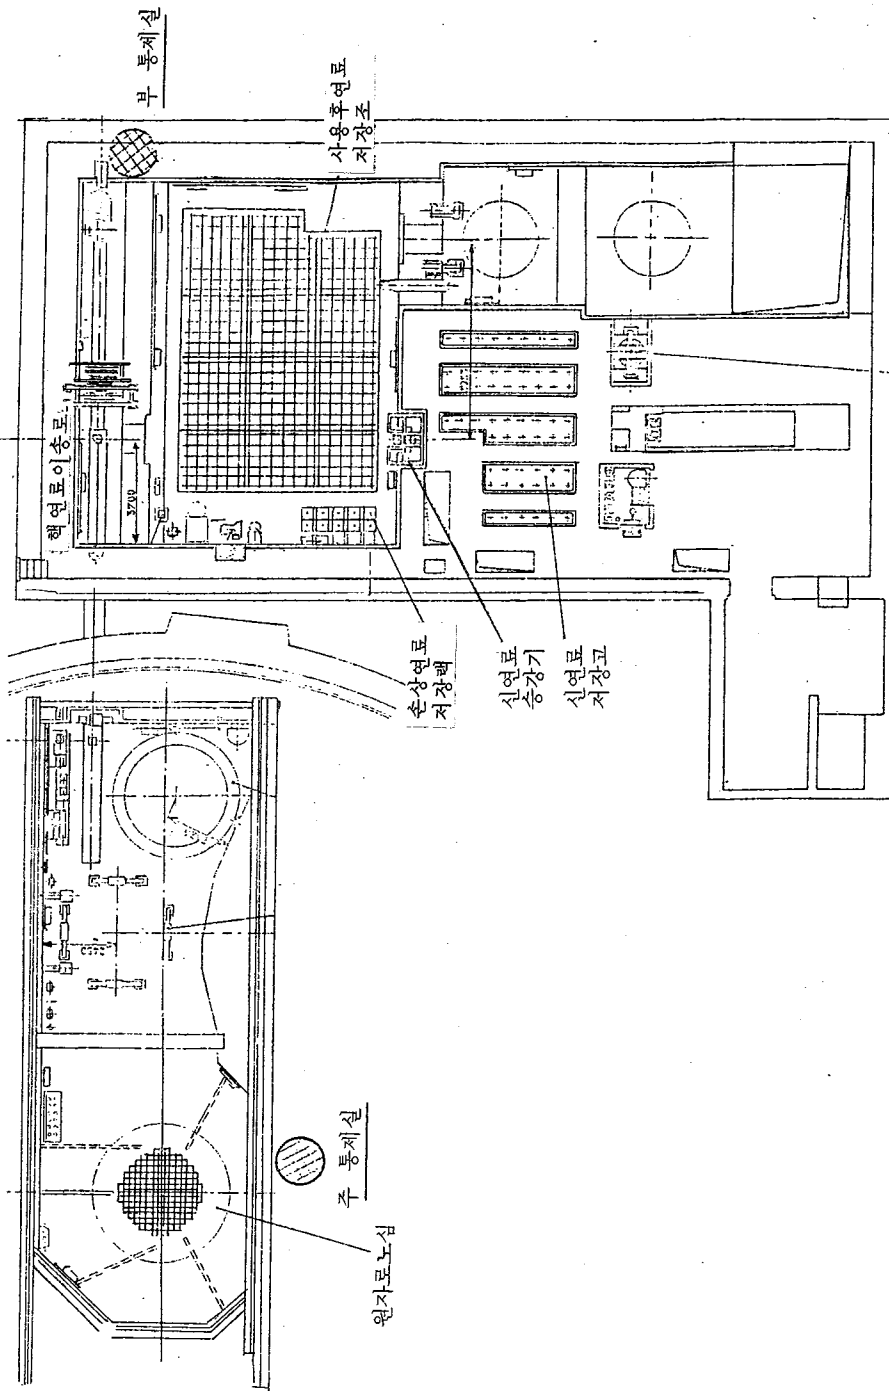 부 통제실
사용후연료
저장조
핵연료이송로
3700
손상연료
저장랙
신연료
승강기
신연료
저장고
주 통제실
원자로노심